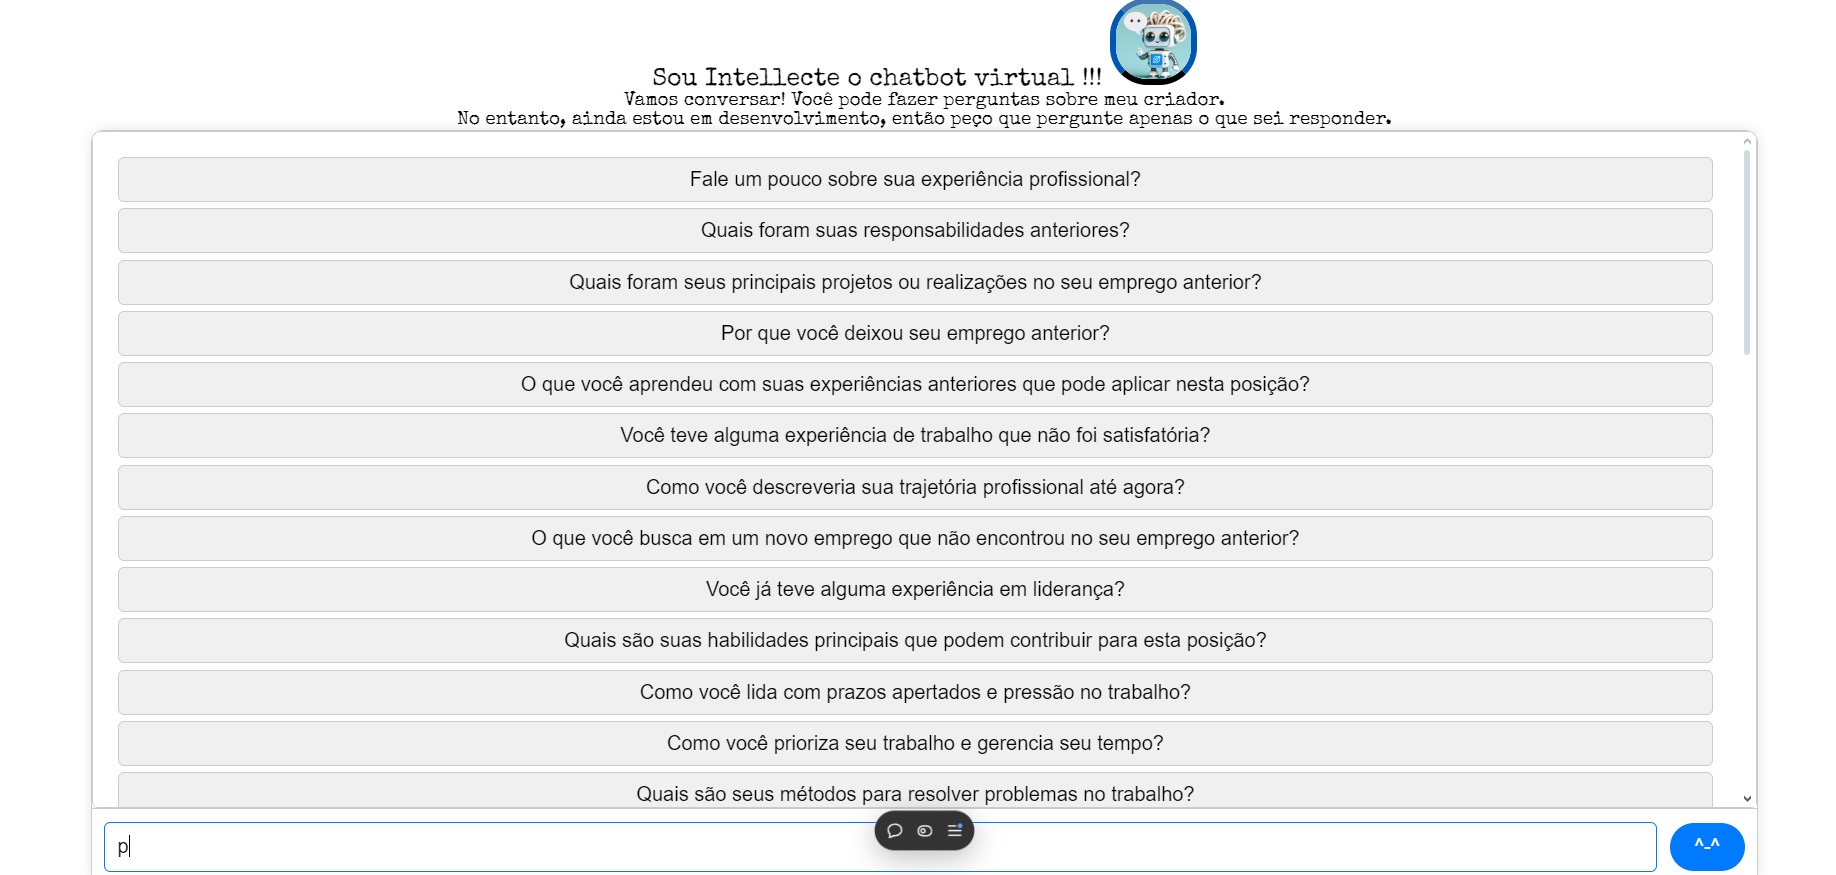 Sou Intellecte o chatbot virtual !!!
Vamos conversar! Você pode fazer perguntas sobre meu criador.
No entanto, ainda estou em desenvolvimento, então peço que pergunte apenas o que sei responder.
Fale um pouco sobre sua experiência profissional?
Quais foram suas responsabilidades anteriores?
Quais foram seus principais projetos ou realizações no seu emprego anterior?
Por que você deixou seu emprego anterior?
O que você aprendeu com suas experiências anteriores que pode aplicar nesta posição?
Você teve alguma experiência de trabalho que não foi satisfatória?
Como você descreveria sua trajetória profissional até agora?
O que você busca em um novo emprego que não encontrou no seu emprego anterior?
Você já teve alguma experiência em liderança?
Quais são suas habilidades principais que podem contribuir para esta posição?
Como você lida com prazos apertados e pressão no trabalho?
Como você prioriza seu trabalho e gerencia seu tempo?
Quais são seus métodos para resolver problemas no trabalho?
p
^-^